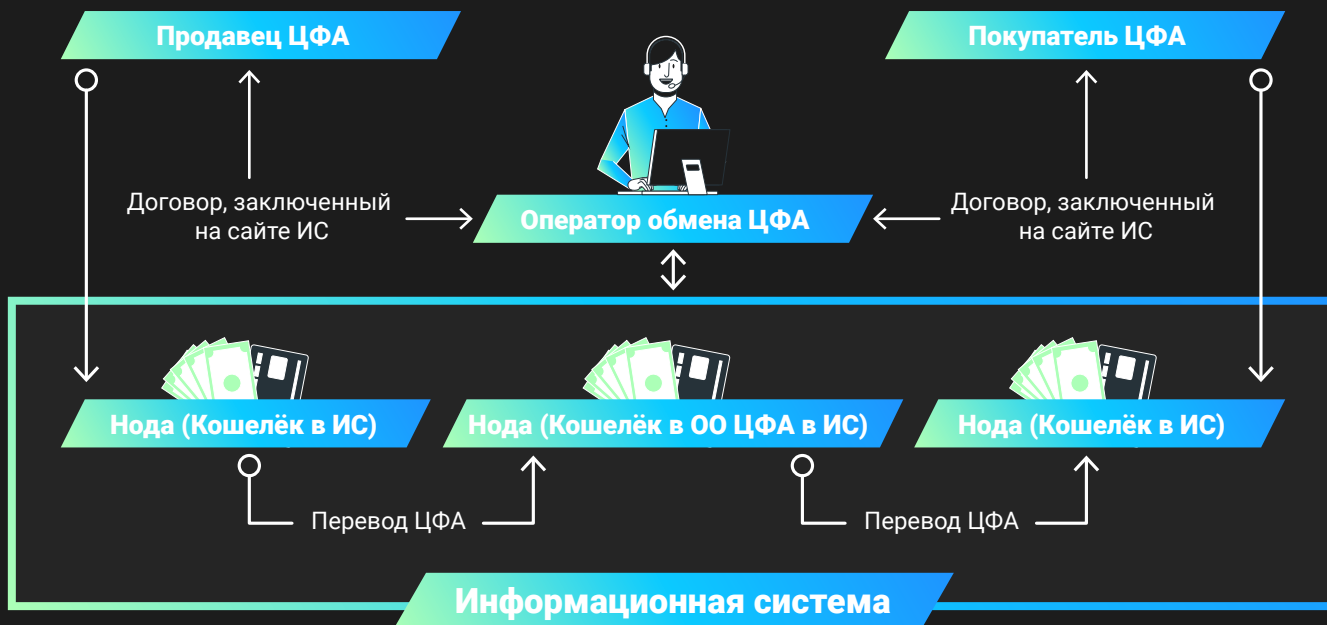 Продавец ЦФА
Покупатель ЦФА
Договор, заключенный
на сайте ИС
Оператор обмена ЦФА
Договор, заключенный
на сайте ИС
Нода (Кошелёк в ИС)
Нода (Кошелёк в ОО ЦФА в ИС)
Нода (Кошелёк в ИС)
Перевод ЦФА
Перевод ЦФА
Информационная система